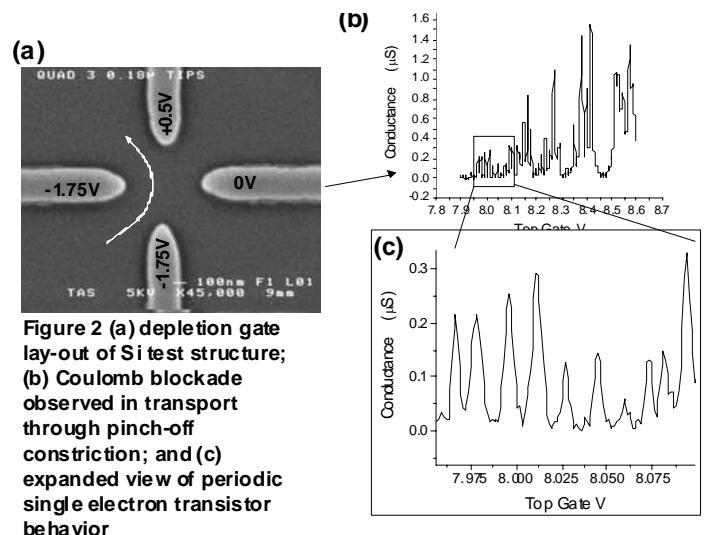 (a)
QUAD 3 0.18µ TIPS
+0.5V
-1.75V
0V
-1.75V
100nm F1 L01
TAS 5KV X45,000 9mm
Figure 2 (a) depletion gate
lay-out of Si test structure;
(b) Coulomb blockade
observed in transport
through pinch-off
constriction; and (c)
expanded view of periodic
single electron transistor
behavior
(b)
Conductance (µS)
1.6
1.4
1.2
1.0
0.8
0.6
0.4
0.2
0.0
-0.2
7.8 7.9 8.0 8.1 8.2 8.3 8.4 8.5 8.6 8.7
Top Gate V
(c)
Conductance (µS)
0.3
0.2
0.1
0.0
7.975 8.000 8.025 8.050 8.075
Top Gate V